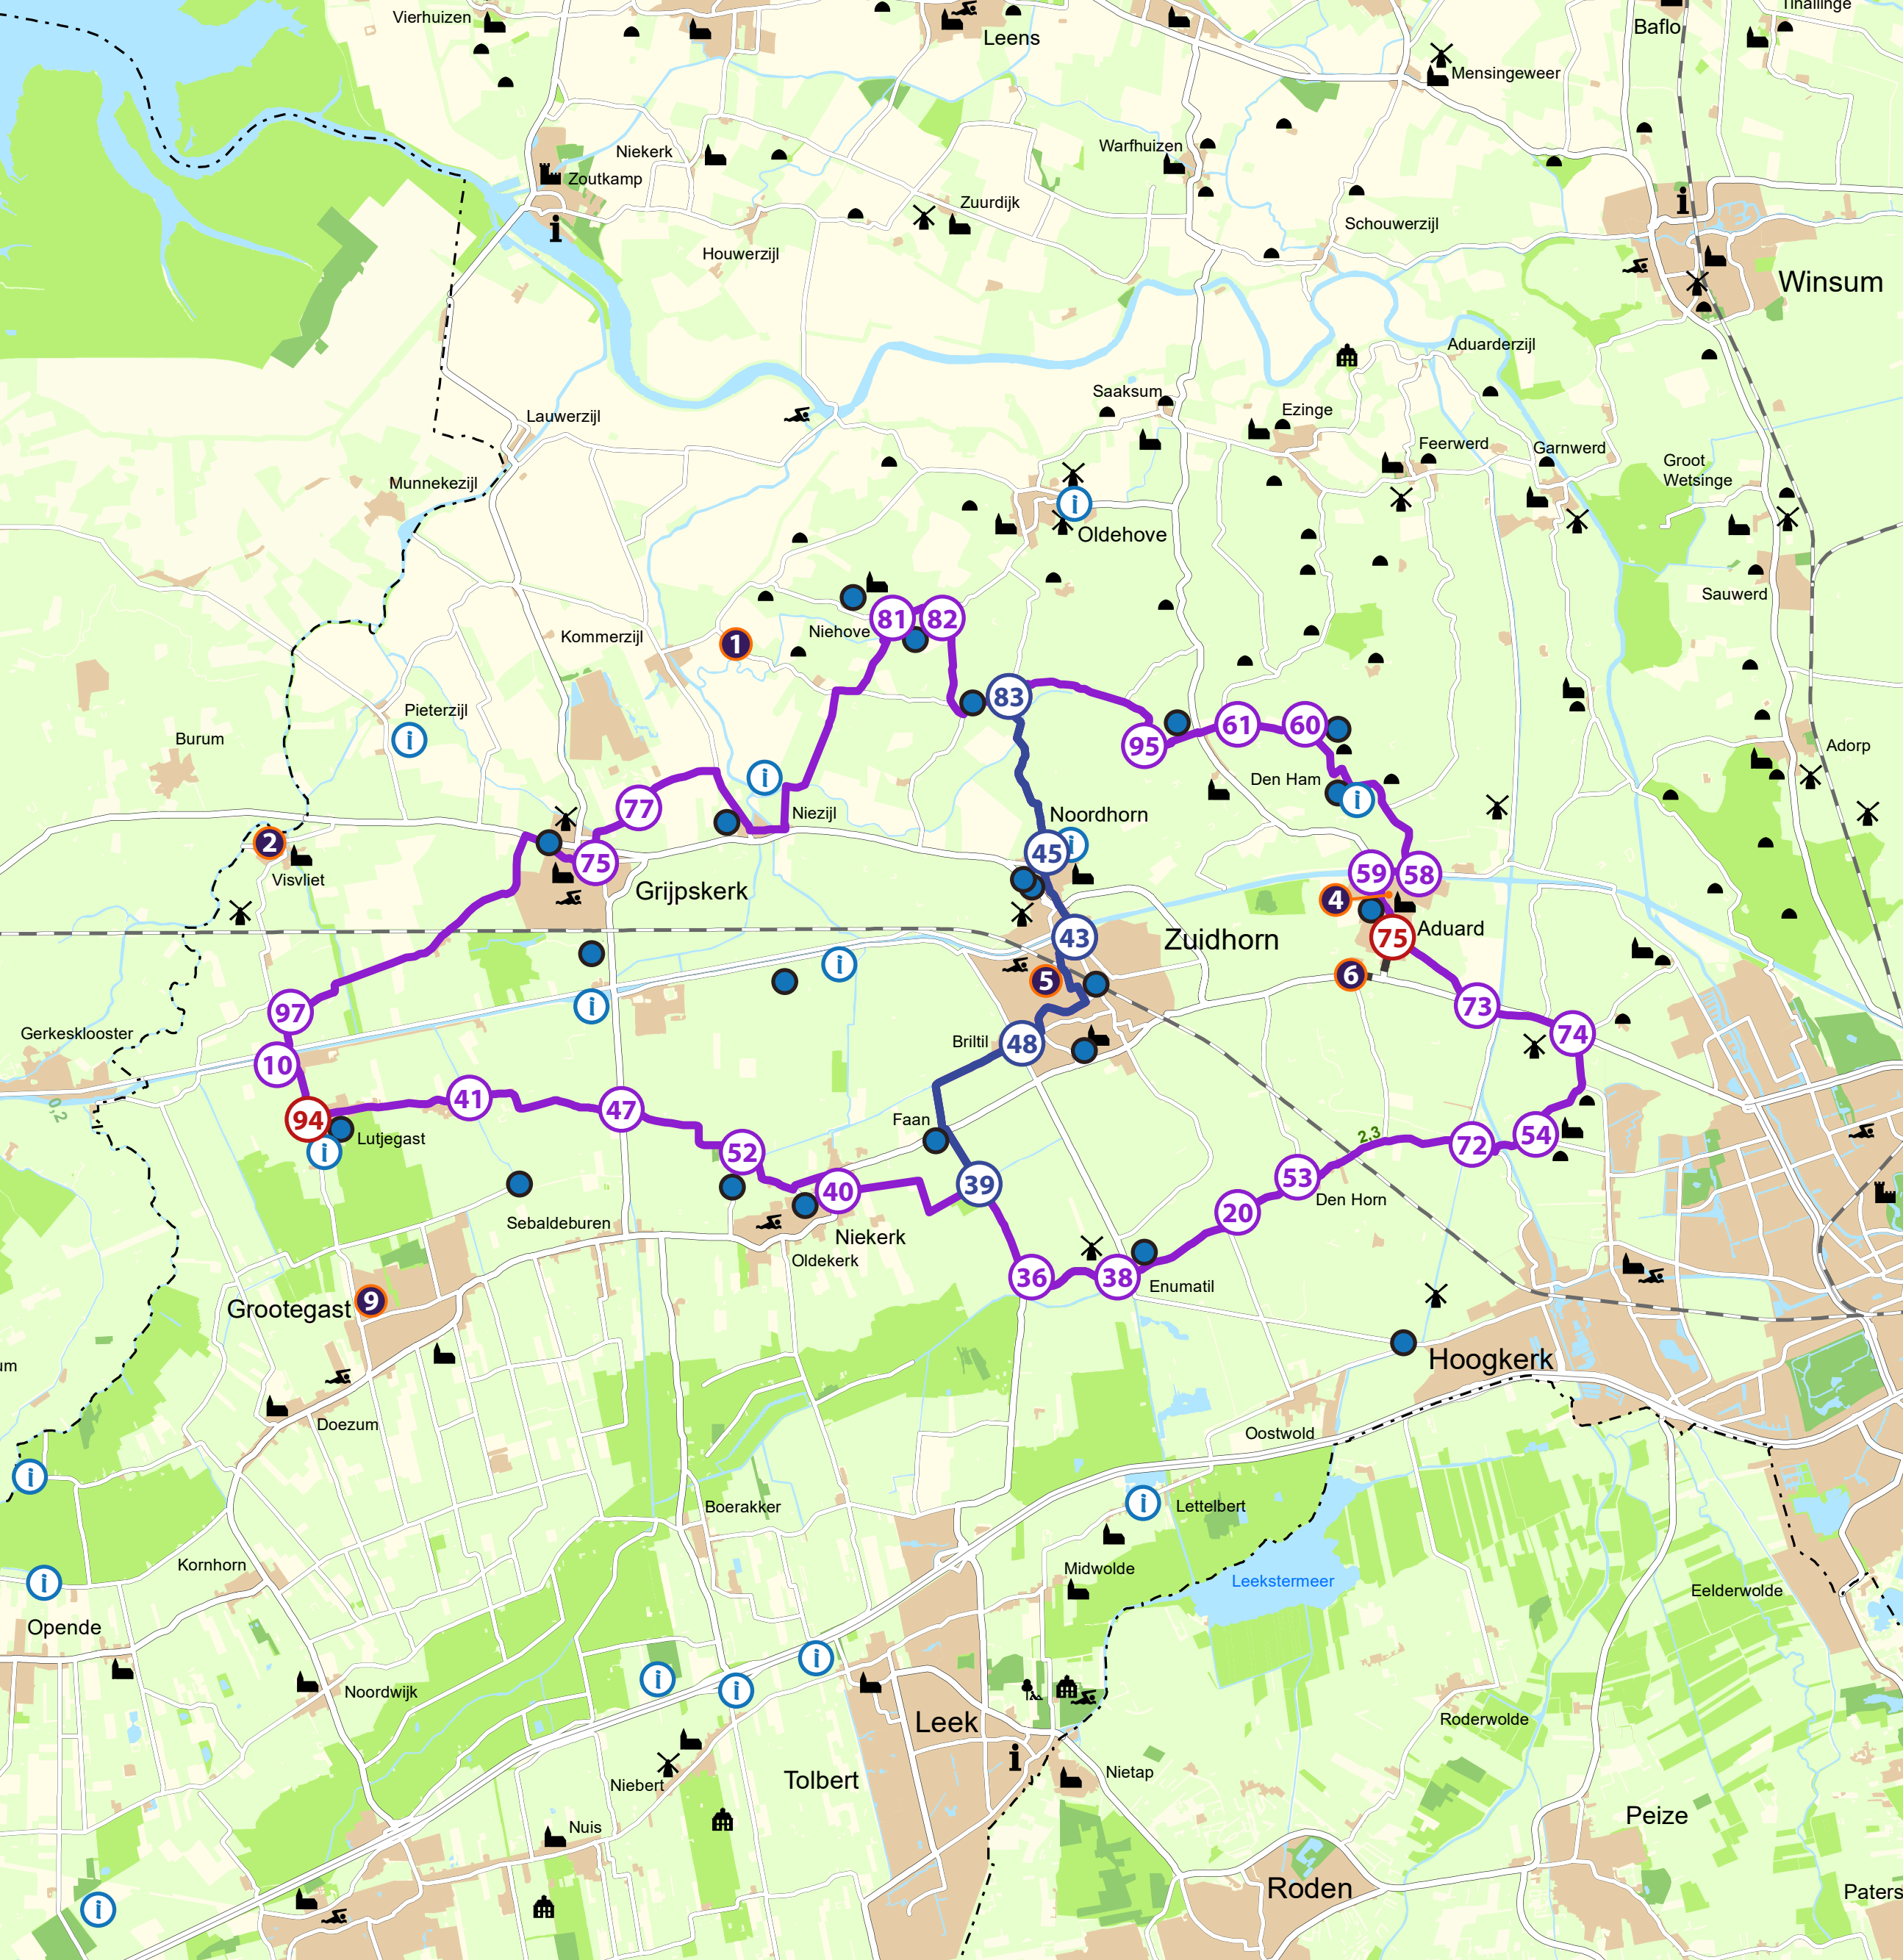 Tinallinge
Vierhuizen
Baflo
Leens
Mensingeweer
Warfhuizen
Niekerk
Zoutkamp
i
Zuurdijk
i
Schouwerzijl
Houwerzijl
Winsum
Aduarderzijl
Saaksum
Ezinge
Lauwerzijl
Feerwerd
Garnwerd
Groot
Wetsinge
Munnekezijl
i
Oldehove
Sauwerd
81
82
Niehove
Kommerzijl
1
83
Pieterzijl
i
95
61
60
Burum
Adorp
i
Den Ham
i
77
Niezijl
Noordhorn
2
45
i
75
Visvliet
59
58
Grijpskerk
4
43
Zuidhorn
75
Aduard
i
5
6
97
i
73
Gerkesklooster
74
Briltil
48
10
0,2
41
94
47
Faan
Lutjegast
2,3
72
54
i
52
39
53
40
Den Horn
Sebaldeburen
20
Niekerk
Oldekerk
36
38
Enumatil
9
Grootegast
um
Hoogkerk
Doezum
Oostwold
i
Boerakker
i
Lettelbert
Kornhorn
Midwolde
i
Leekstermeer
Eelderwolde
Opende
i
i
i
Noordwijk
Leek
Roderwolde
i
Nietap
Niebert
Tolbert
Nuis
Peize
Roden
Paters
i